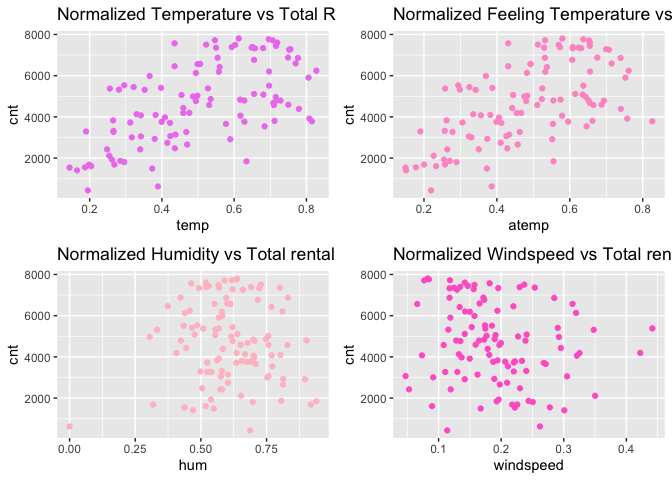 Normalized Temperature vs Total R
8000
6000
4000
2000
cnt
0.2 0.4 0.6 0.8
temp
Normalized Feeling Temperature vs
8000
6000
4000
2000
cnt
0.2 0.4 0.6 0.8
atemp
Normalized Humidity vs Total rental
8000
6000
4000
2000
cnt
0.00 0.25 0.50 0.75
hum
Normalized Windspeed vs Total ren
8000
6000
4000
2000
cnt
0.1 0.2 0.3 0.4
windspeed